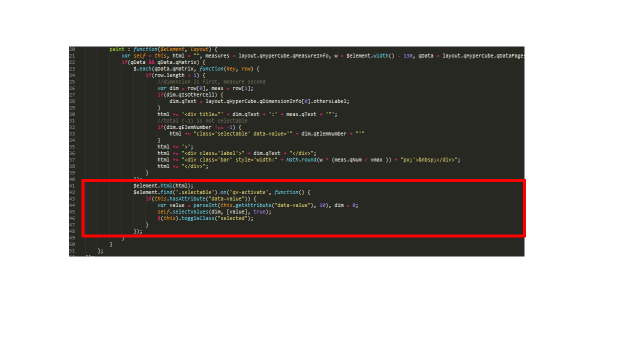 20 paint : function($element, layout) {
21 var self = this, html = "", measures = layout.qHyperCube.qMeasureInfo, w = $element.width() - 130, qData = layout.qHyperCube.qDataPages
22 if(qData && qData.qMatrix) {
23 $.each(qData.qMatrix, function(key, row) {
24 if(row.length > 1) {
25 //dimension is first, measure second
26 var dim = row[0], meas = row[1];
27 if(dim.qIsOtherCell) {
28 dim.qText = layout.qHyperCube.qDimensionInfo[0].othersLabel;
29 }
30 html += "<div title='" + dim.qText + ":" + meas.qText + "'";
31 //total (-1) is not selectable
32 if(dim.qElemNumber !== -1) {
33 html += "class='selectable' data-value='" + dim.qElemNumber + "'"
34 }
35 html += ">";
36 html += "<div class='label'>" + dim.qText + "</div>";
37 html += "<div class='bar' style='width:" + Math.round(w * (meas.qNum / vmax )) + "px;'>&nbsp;</div>";
38 html += "</div>";
39 }
40 });
41 $element.html(html);
42 $element.find(".selectable").on('qv-activate', function() {
43 if(this.hasAttribute("data-value")) {
44 var value = parseInt(this.getAttribute("data-value"), 10), dim = 0;
45 self.selectValues(dim, [value], true);
46 $(this).toggleClass("selected");
47 }
48 });
49 }
50 }
51 };